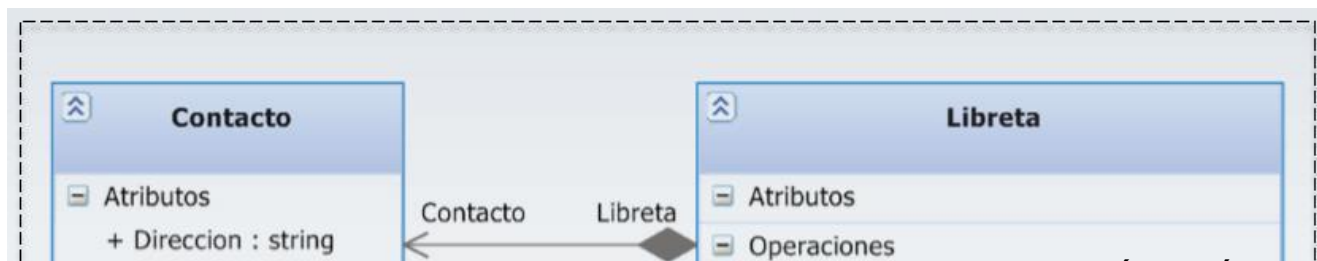 Contacto
Libreta
Atributos
+ Direccion : string
Contacto
Libreta
Atributos
Operaciones